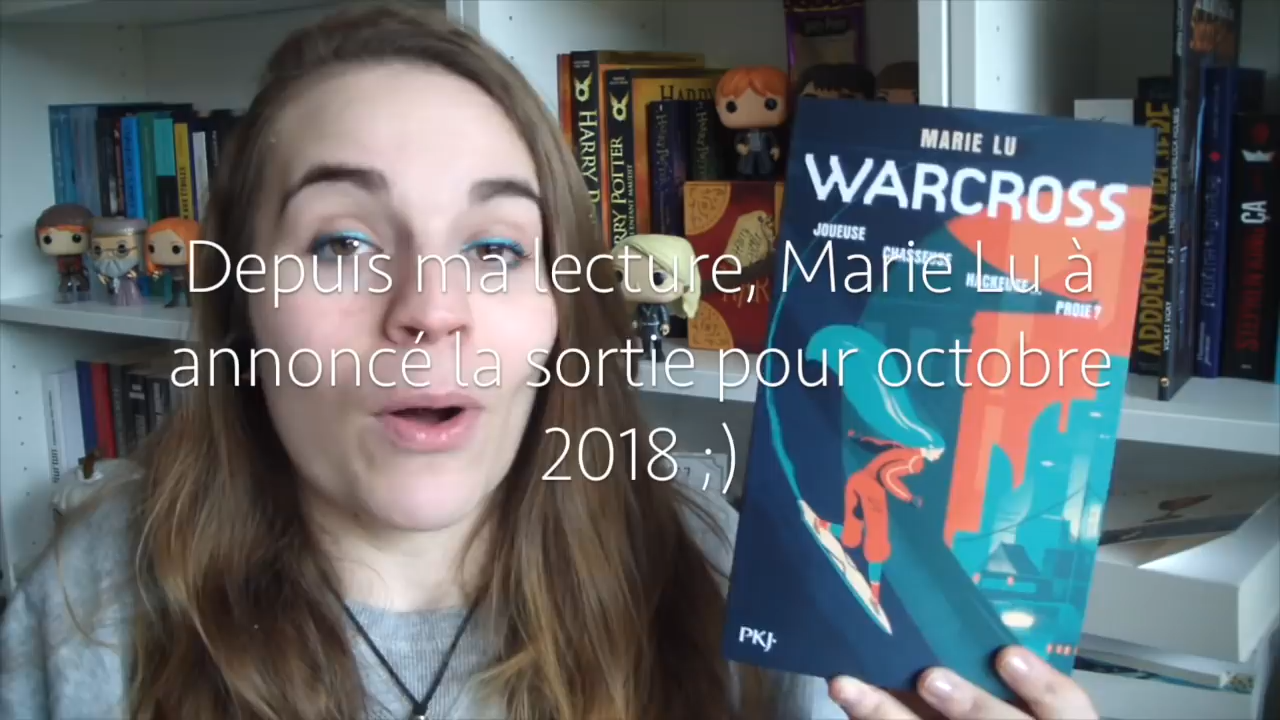 MARIE LU
WARCROSS
JOUEUSE
CHASSEUSE
HACKEUSE...
PROIE ?
Depuis ma lecture, Marie Lu à
annoncé la sortie pour octobre
2018 ;)
PKJ.
HARRY P
HARRY POTTER
HARRY
ÇA